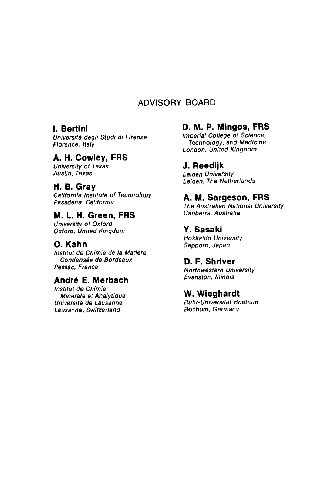 ADVISORY BOARD
I. Bertini
Università degli Studi di Firenze
Florence, Italy
A. H. Cowley, FRS
University of Texas
Austin, Texas
H. B. Gray
California Institute of Technology
Pasadena, California
M. L. H. Green, FRS
University of Oxford
Oxford, United Kingdom
O. Kahn
Institut de Chimie de la Matière
Condensée de Bordeaux
Pessac, France
André E. Merbach
Institut de Chimie
Minérale et Analytique
Université de Lausanne
Lausanne, Switzerland
D. M. P. Mingos, FRS
Imperial College of Science,
Technology, and Medicine
London, United Kingdom
J. Reedijk
Leiden University
Leiden, The Netherlands
A. M. Sargeson, FRS
The Australian National University
Canberra, Australia
Y. Sasaki
Hokkaido University
Sapporo, Japan
D. F. Shriver
Northwestern University
Evanston, Illinois
W. Wieghardt
Ruhr-Universität Bochum
Bochum, Germany